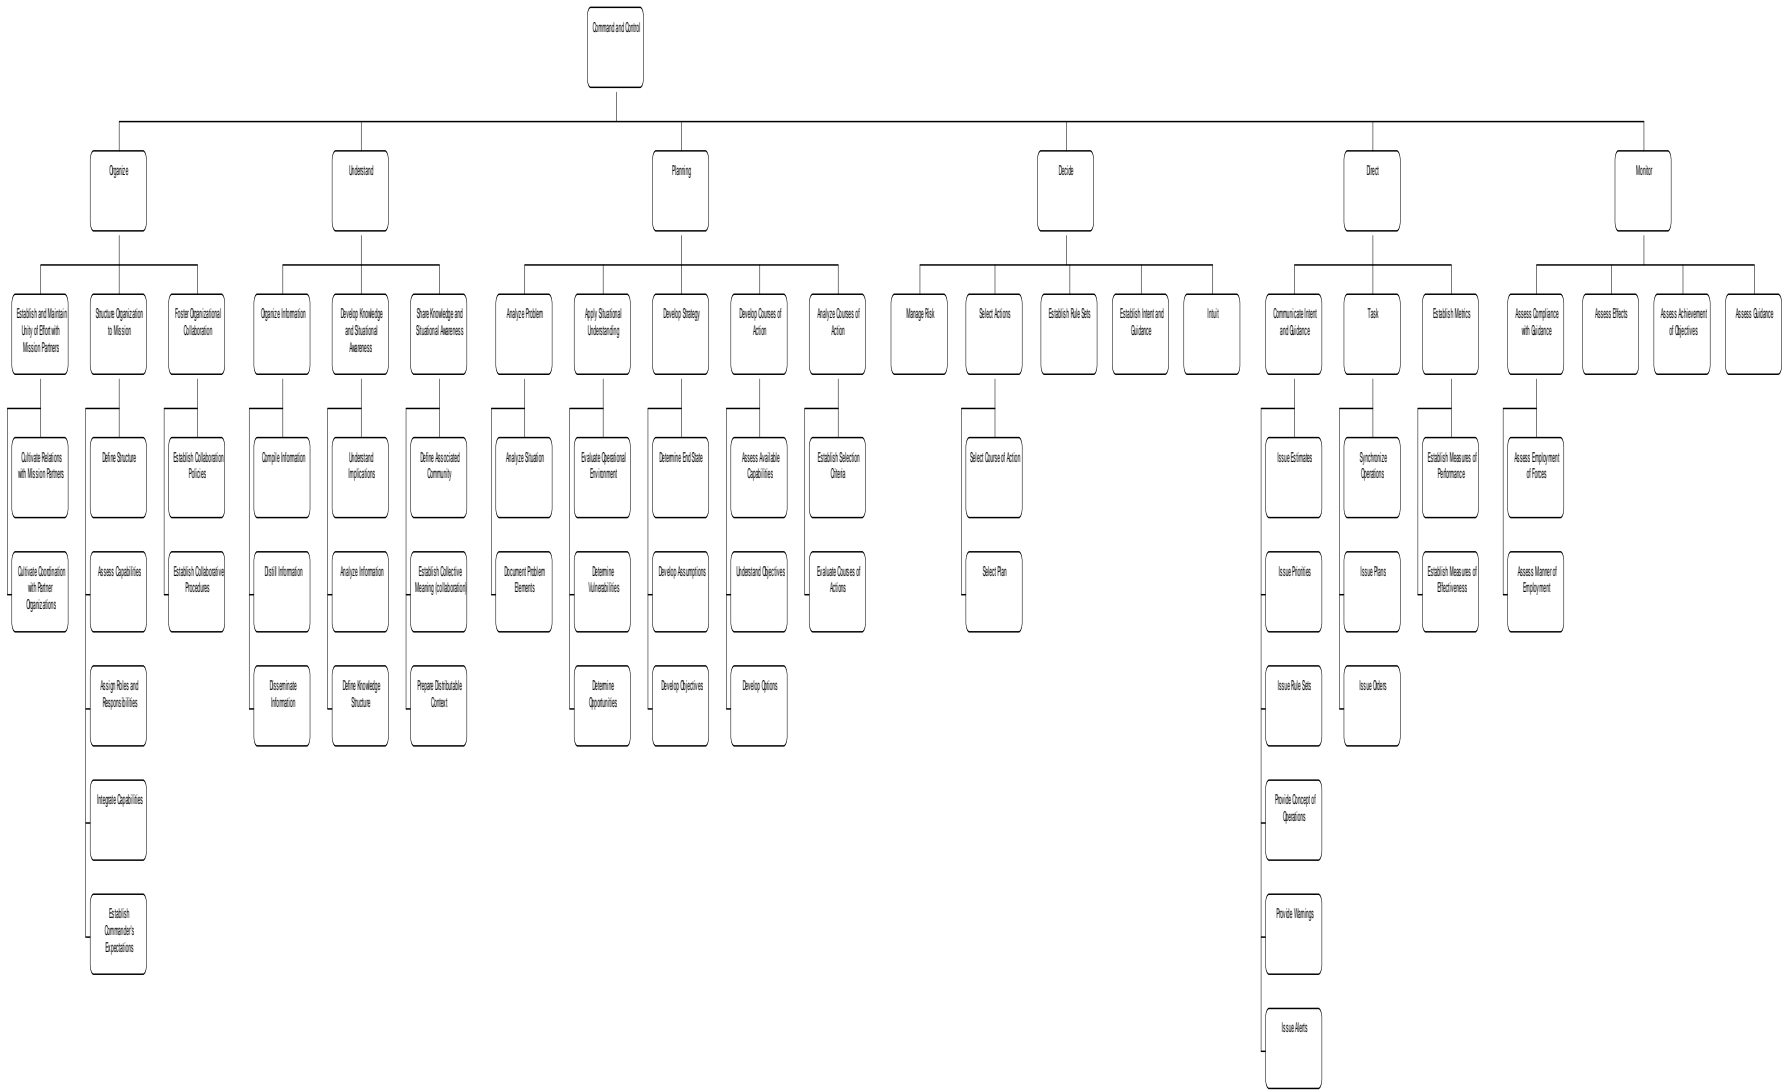 Command and Control
Organize
Understand
Planning
Decide
Direct
Monitor
Establish and Maintain
Unity of Effort with
Mission Partners
Structure Organization
to Mission
Foster Organizational
Collaboration
Organize Information
Develop Knowledge
and Situational
Awareness
Share Knowledge and
Situational Awareness
Analyze Problem
Apply Situational
Understanding
Develop Strategy
Develop Courses of
Action
Analyze Courses of
Action
Manage Risk
Select Actions
Establish Rule Sets
Establish Intent and
Guidance
Intuit
Communicate Intent
and Guidance
Task
Establish Metrics
Assess Compliance
with Guidance
Assess Effects
Assess Achievement
of Objectives
Assess Guidance
Cultivate Relations
with Mission Partners
Define Structure
Establish Collaboration
Policies
Compile Information
Understand
Implications
Define Associated
Community
Analyze Situation
Evaluate Operational
Environment
Determine End State
Assess Available
Capabilities
Establish Selection
Criteria
Select Course of Action
Issue Estimates
Synchronize
Operations
Establish Measures of
Performance
Assess Employment
of Forces
Cultivate Coordination
with Partner
Organizations
Assess Capabilities
Establish Collaborative
Procedures
Distill Information
Analyze Information
Establish Collective
Meaning (collaboration)
Document Problem
Elements
Determine
Vulnerabilities
Develop Assumptions
Understand Objectives
Evaluate Courses of
Actions
Select Plan
Issue Priorities
Issue Plans
Establish Measures of
Effectiveness
Assess Manner of
Employment
Assign Roles and
Responsibilities
Disseminate
Information
Define Knowledge
Structure
Prepare Distributable
Context
Determine
Opportunities
Develop Objectives
Develop Options
Issue Rule Sets
Issue Orders
Integrate Capabilities
Provide Concept of
Operations
Establish
Commander's
Expectations
Provide Warnings
Issue Alerts